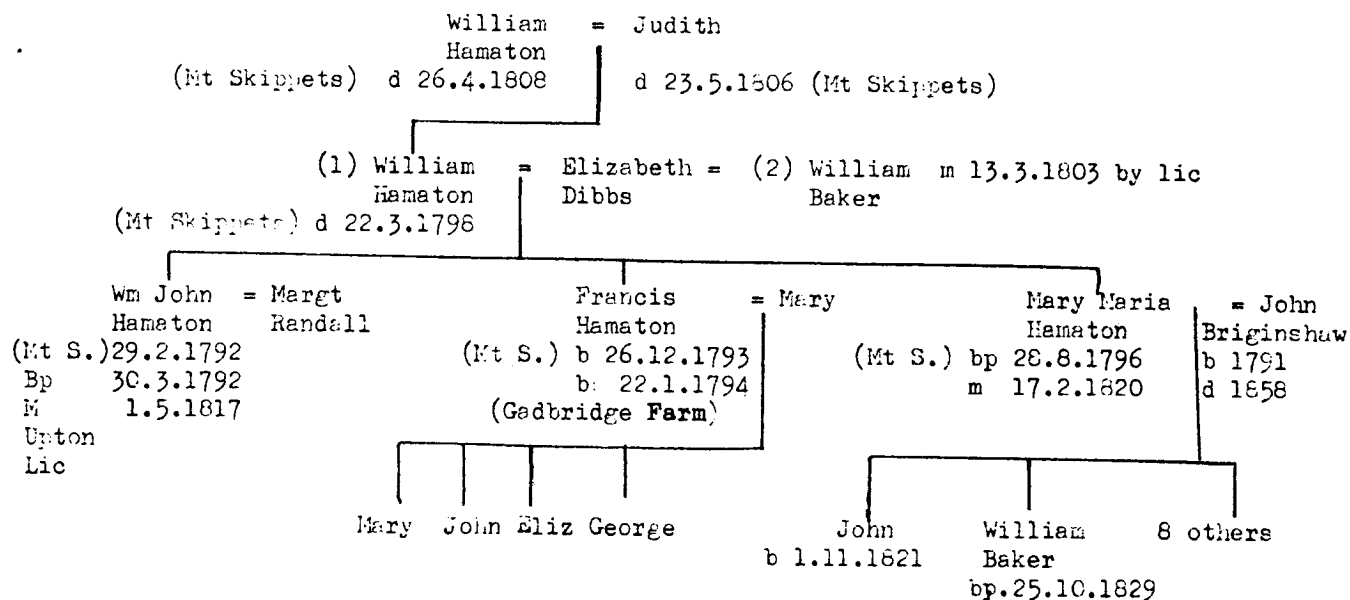 William = Judith
Hamaton
(Mt Skippets) d 26.4.1808 d 23.5.1806 (Mt Skippets)
(1) William = Elizabeth = (2) William m 13.3.1803 by lic
Hamaton Dibbs Baker
(Mt Skippets) d 22.3.1798
Wm John = Margt Francis = Mary Mary Maria = John
Hamaton Randall Hamaton Hamaton Briginshaw
(Mt S.) 29.2.1792 (Mt S.) b 26.12.1793 (Mt S.) bp 28.8.1796 b 1791
Bp 30.3.1792 22.1.1794 m 17.2.1820 d 1858
M 1.5.1817 (Gadbridge Farm)
Upton
Lic
Mary John Eliz George John William 8 others
b 1.11.1821 Baker
bp.25.10.1829